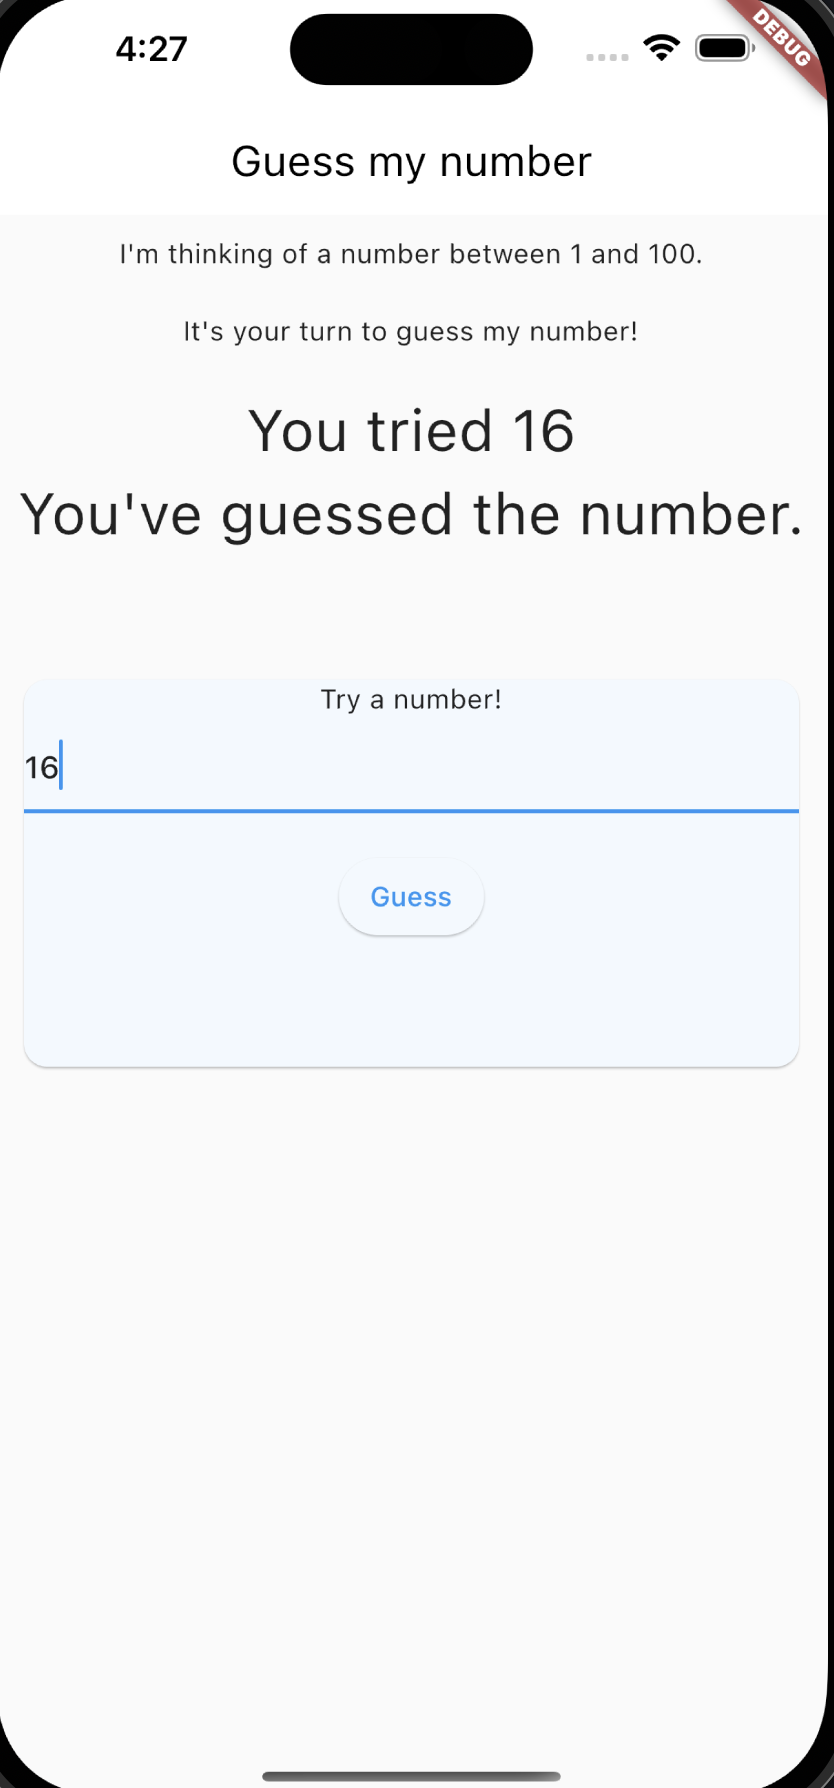 4:27
DEBUG
Guess my number
I'm thinking of a number between 1 and 100.
It's your turn to guess my number!
You tried 16
You've guessed the number.
Try a number!
16
Guess